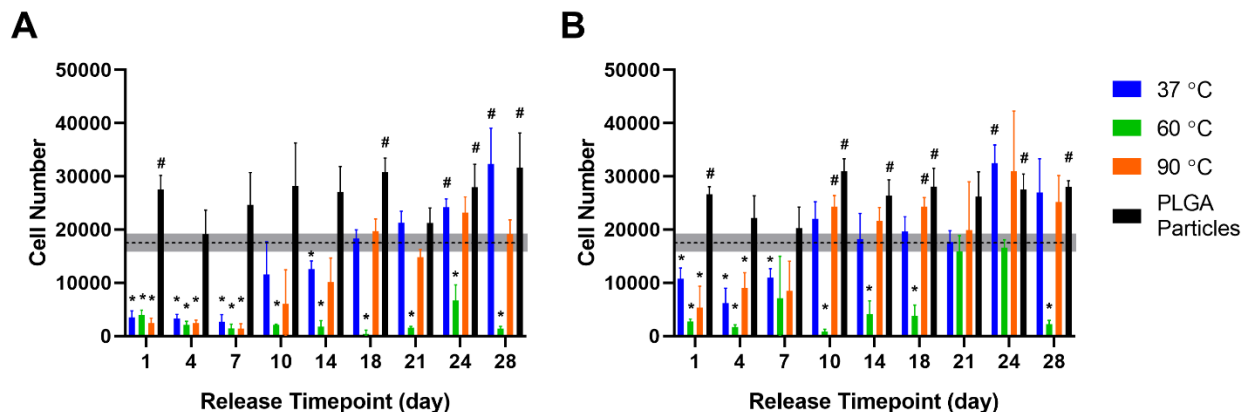 A
B
50000
40000
30000
20000
10000
0
Cell Number
# # # # # #
* * * * * * * * * * * * * * * *
1 4 7 10 14 18 21 24 28
Release Timepoint (day)
50000
40000
30000
20000
10000
0
Cell Number
# # # # # # # # #
* * * * * * * * * * * *
1 4 7 10 14 18 21 24 28
Release Timepoint (day)
37 °C
60 °C
90 °C
PLGA
Particles